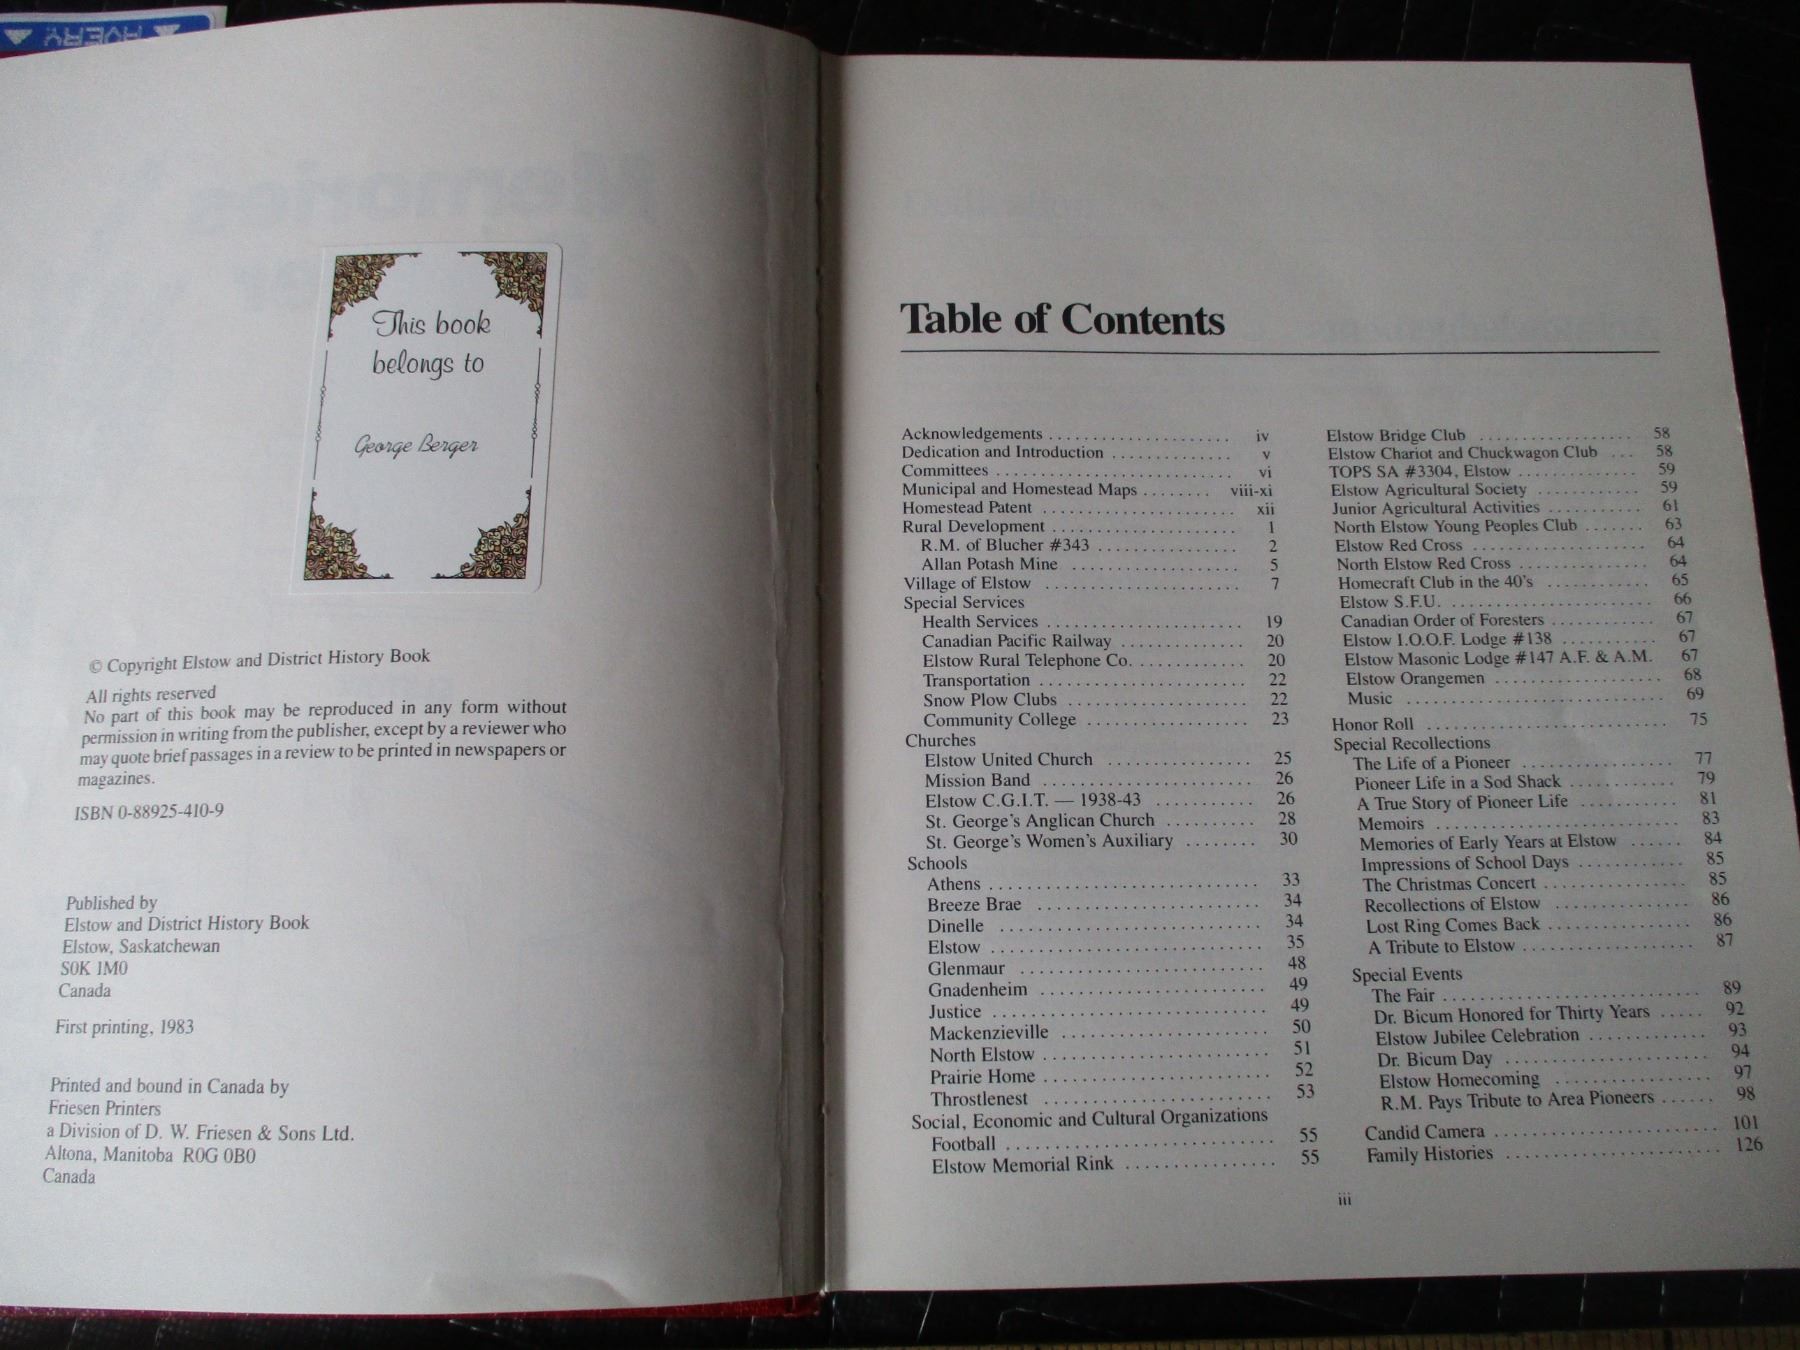 AVERY
This book
belongs to
George Berger
© Copyright Elstow and District History Book
All rights reserved
No part of this book may be reproduced in any form without
permission in writing from the publisher, except by a reviewer who
may quote brief passages in a review to be printed in newspapers or
magazines.
ISBN 0-88925-410-9
Published by
Elstow and District History Book
Elstow, Saskatchewan
S0K 1M0
Canada
First printing, 1983
Printed and bound in Canada by
Friesen Printers
a Division of D. W. Friesen & Sons Ltd.
Altona, Manitoba R0G 0B0
Canada
Table of Contents
Acknowledgements . . . . . . . . . . iv
Dedication and Introduction . . . . . . . . . . v
Committees . . . . . . . . . . vi
Municipal and Homestead Maps . . . . . . . viii-xi
Homestead Patent . . . . . . . . . . xii
Rural Development . . . . . . . . . . 1
R.M. of Blucher #343 . . . . . . . . . . 2
Allan Potash Mine . . . . . . . . . . 5
Village of Elstow . . . . . . . . . . 7
Special Services
Health Services . . . . . . . . . . 19
Canadian Pacific Railway . . . . . . . . . . 20
Elstow Rural Telephone Co. . . . . . . . . . . 20
Transportation . . . . . . . . . . 22
Snow Plow Clubs . . . . . . . . . . 22
Community College . . . . . . . . . . 23
Churches
Elstow United Church . . . . . . . . . . 25
Mission Band . . . . . . . . . . 26
Elstow C.G.I.T. — 1938-43 . . . . . . . . . . 26
St. George's Anglican Church . . . . . . . . . . 28
St. George's Women's Auxiliary . . . . . . . . 30
Schools
Athens . . . . . . . . . . 33
Breeze Brae . . . . . . . . . . 34
Dinelle . . . . . . . . . . 34
Elstow . . . . . . . . . . 35
Glenmaur . . . . . . . . . . 48
Gnadenheim . . . . . . . . . . 49
Justice . . . . . . . . . . 49
Mackenzieville . . . . . . . . . . 50
North Elstow . . . . . . . . . . 51
Prairie Home . . . . . . . . . . 52
Throstlenest . . . . . . . . . . 53
Social, Economic and Cultural Organizations
Football . . . . . . . . . . 55
Elstow Memorial Rink . . . . . . . . . . 55
Elstow Bridge Club . . . . . . . . . . 58
Elstow Chariot and Chuckwagon Club . . . 58
TOPS SA #3304, Elstow . . . . . . . . . . 59
Elstow Agricultural Society . . . . . . . . . . 59
Junior Agricultural Activities . . . . . . . . . . 61
North Elstow Young Peoples Club . . . . . . . 63
Elstow Red Cross . . . . . . . . . . 64
North Elstow Red Cross . . . . . . . . . . 64
Homecraft Club in the 40's . . . . . . . . . . 65
Elstow S.F.U. . . . . . . . . . . 66
Canadian Order of Foresters . . . . . . . . . . 67
Elstow I.O.O.F. Lodge #138 . . . . . . . . . . 67
Elstow Masonic Lodge #147 A.F. & A.M. 67
Elstow Orangemen . . . . . . . . . . 68
Music . . . . . . . . . . 69
Honor Roll . . . . . . . . . . 75
Special Recollections
The Life of a Pioneer . . . . . . . . . . 77
Pioneer Life in a Sod Shack . . . . . . . . . . 79
A True Story of Pioneer Life . . . . . . . . . . 81
Memoirs . . . . . . . . . . 83
Memories of Early Years at Elstow . . . . . . 84
Impressions of School Days . . . . . . . . . . 85
The Christmas Concert . . . . . . . . . . 85
Recollections of Elstow . . . . . . . . . . 86
Lost Ring Comes Back . . . . . . . . . . 86
A Tribute to Elstow . . . . . . . . . . 87
Special Events
The Fair . . . . . . . . . . 89
Dr. Bicum Honored for Thirty Years . . . . . 92
Elstow Jubilee Celebration . . . . . . . . . . 93
Dr. Bicum Day . . . . . . . . . . 94
Elstow Homecoming . . . . . . . . . . 97
R.M. Pays Tribute to Area Pioneers . . . . . . 98
Candid Camera . . . . . . . . . . 101
Family Histories . . . . . . . . . . 126
iii